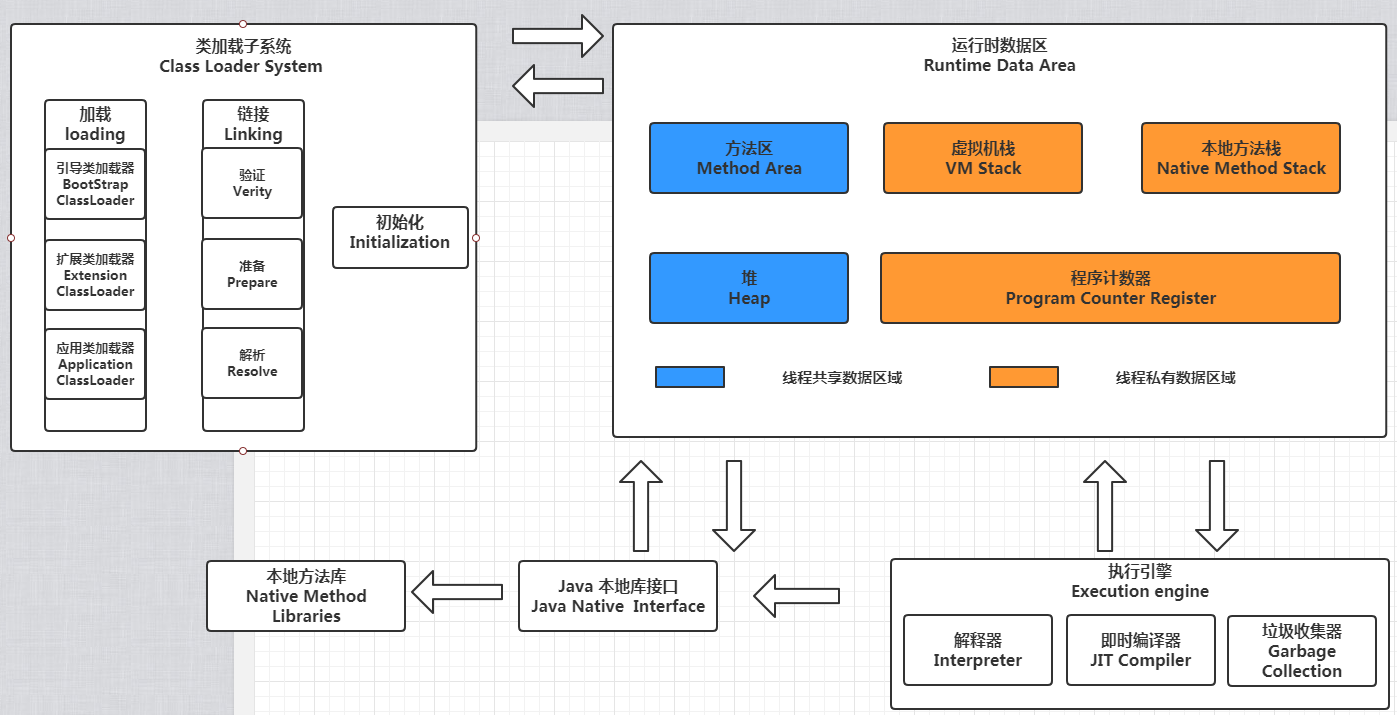 类加载子系统
Class Loader System
加载
loading
引导类加载器
BootStrap
ClassLoader
扩展类加载器
Extension
ClassLoader
应用类加载器
Application
ClassLoader
链接
Linking
验证
Verity
准备
Prepare
解析
Resolve
初始化
Initialization
运行时数据区
Runtime Data Area
方法区
Method Area
虚拟机栈
VM Stack
本地方法栈
Native Method Stack
堆
Heap
程序计数器
Program Counter Register
线程共享数据区域
线程私有数据区域
本地方法库
Native Method
Libraries
Java 本地库接口
Java Native Interface
执行引擎
Execution engine
解释器
Interpreter
即时编译器
JIT Compiler
垃圾收集器
Garbage
Collection